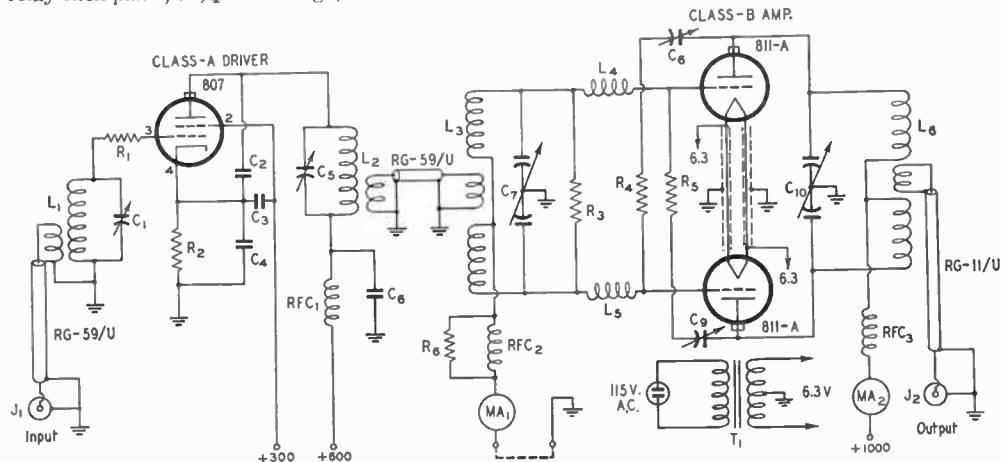 CLASS-B AMP.
811-A
C6
CLASS-A DRIVER
807
2
3
4
R1
L1
C1
C2
C3
C4
R2
RG-59/U
J1
Input
+300
C5
L2
RG-59/U
RFC1
C6
+600
L3
C7
R3
L4
L5
R4
R5
6.3
6.3
C10
L6
C9
811-A
R6
RFC2
MA1
115 V.
A.C.
T1
6.3 V
RFC3
MA2
+1000
RG-11/U
J2
Output